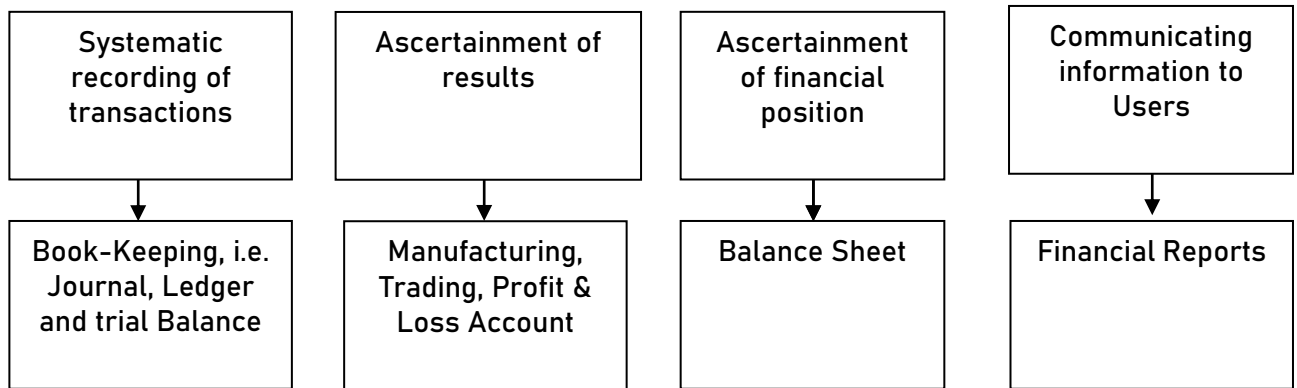 Systematic
recording of
transactions
Ascertainment of
results
Ascertainment
of financial
position
Communicating
information to
Users
Book-Keeping, i.e.
Journal, Ledger
and trial Balance
Manufacturing,
Trading, Profit &
Loss Account
Balance Sheet
Financial Reports